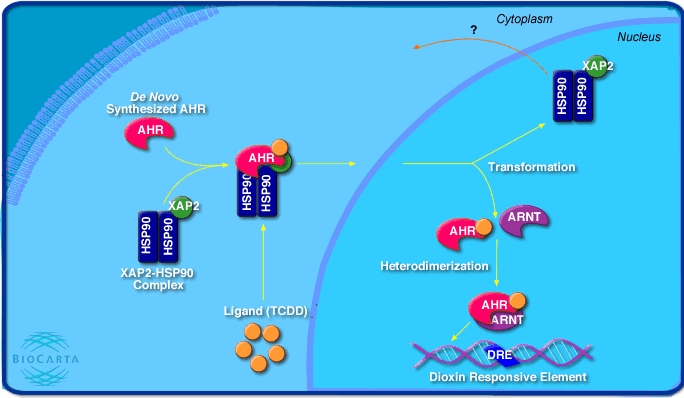 Cytoplasm
?
Nucleus
XAP2
HSP90
HSP90
De Novo
Synthesized AHR
AHR
AHR
HSP90
HSP90
Transformation
XAP2
HSP90
HSP90
ARNT
AHR
XAP2-HSP90
Complex
Heterodimerization
Ligand (TCDD)
AHR
ARNT
DRE
Dioxin Responsive Element
BIOCARTA